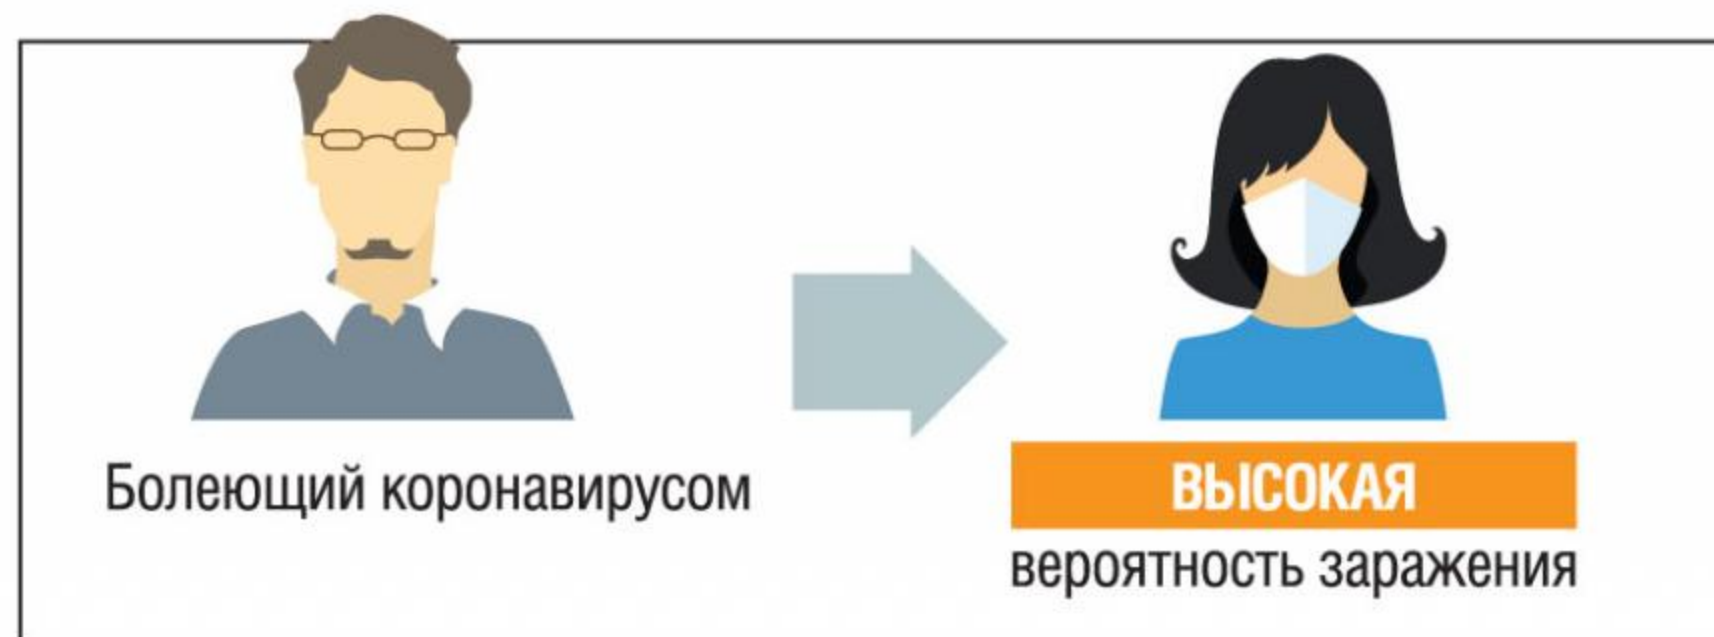 Болеющий коронавирусом
ВЫСОКАЯ
вероятность заражения